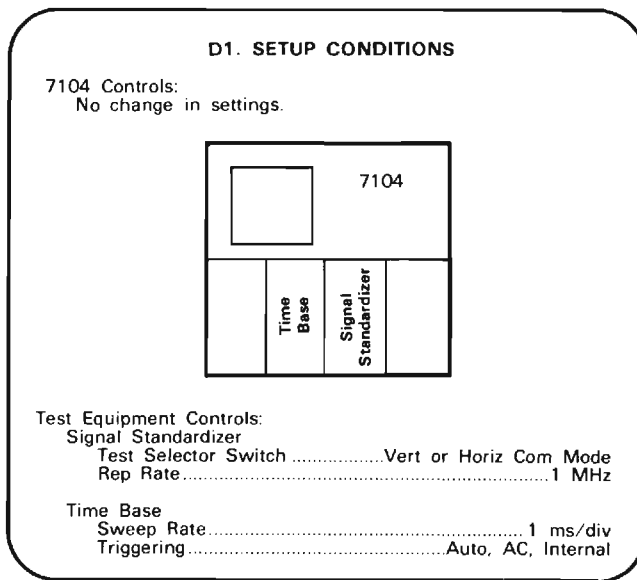 D1. SETUP CONDITIONS
7104 Controls:
No change in settings.
7104
Time
Base
Signal
Standardizer
Test Equipment Controls:
Signal Standardizer
Test Selector Switch ................Vert or Horiz Com Mode
Rep Rate..............................................................1 MHz
Time Base
Sweep Rate......................................................1 ms/div
Triggering............................................Auto, AC, Internal